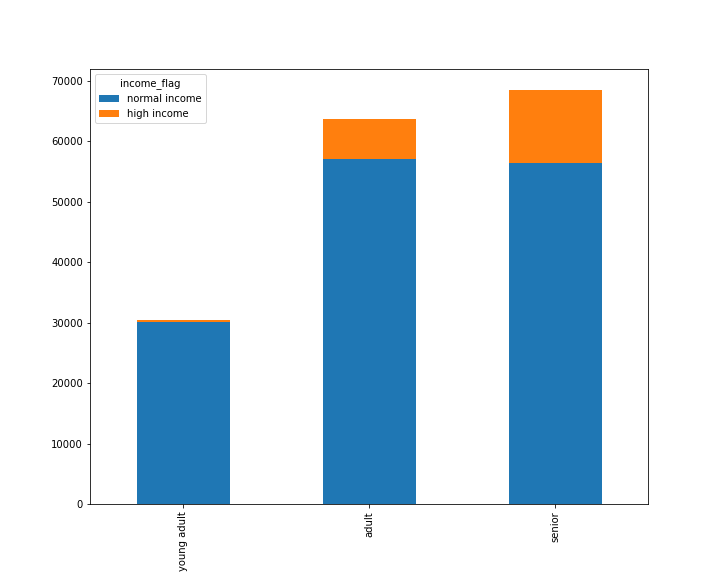 income_flag
normal income
high income
70000
60000
50000
40000
30000
20000
10000
0
young adult
adult
senior